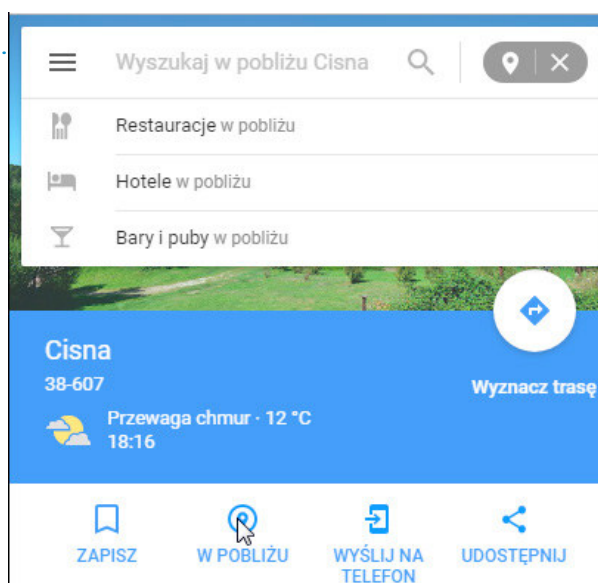 Wyszukaj w pobliżu Cisna
Restauracje w pobliżu
Hotele w pobliżu
Bary i puby w pobliżu
Cisna
38-607
Wyznacz trasę
Przewaga chmur · 12 °C
18:16
ZAPISZ
W POBLIŻU
WYŚLIJ NA
TELEFON
UDOSTĘPNIJ